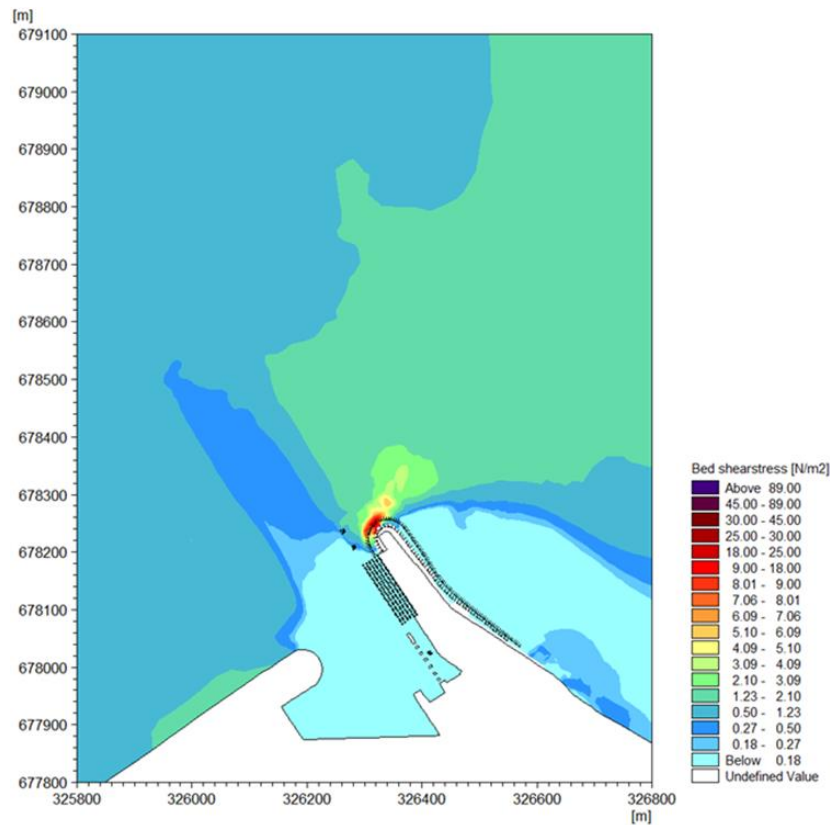 [m]
679100
679000
678900
678800
678700
678600
678500
678400
678300
678200
678100
678000
677900
677800
325800
326000
326200
326400
326600
326800
[m]
Bed shearstress [N/m2]
Above 89.00
45.00 - 89.00
30.00 - 45.00
25.00 - 30.00
18.00 - 25.00
9.00 - 18.00
8.01 - 9.00
7.06 - 8.01
6.09 - 7.06
5.10 - 6.09
4.09 - 5.10
3.09 - 4.09
2.10 - 3.09
1.23 - 2.10
0.50 - 1.23
0.27 - 0.50
0.18 - 0.27
Below 0.18
Undefined Value